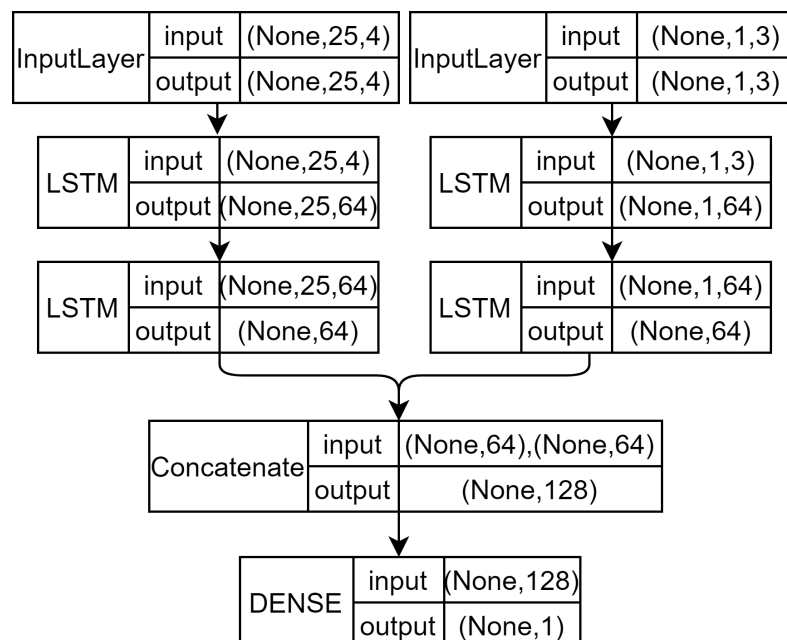 InputLayer input (None,25,4)
output (None,25,4)
InputLayer input (None,1,3)
output (None,1,3)
LSTM input (None,25,4)
output (None,25,64)
LSTM input (None,1,3)
output (None,1,64)
LSTM input (None,25,64)
output (None,64)
LSTM input (None,1,64)
output (None,64)
Concatenate input (None,64),(None,64)
output (None,128)
DENSE input (None,128)
output (None,1)